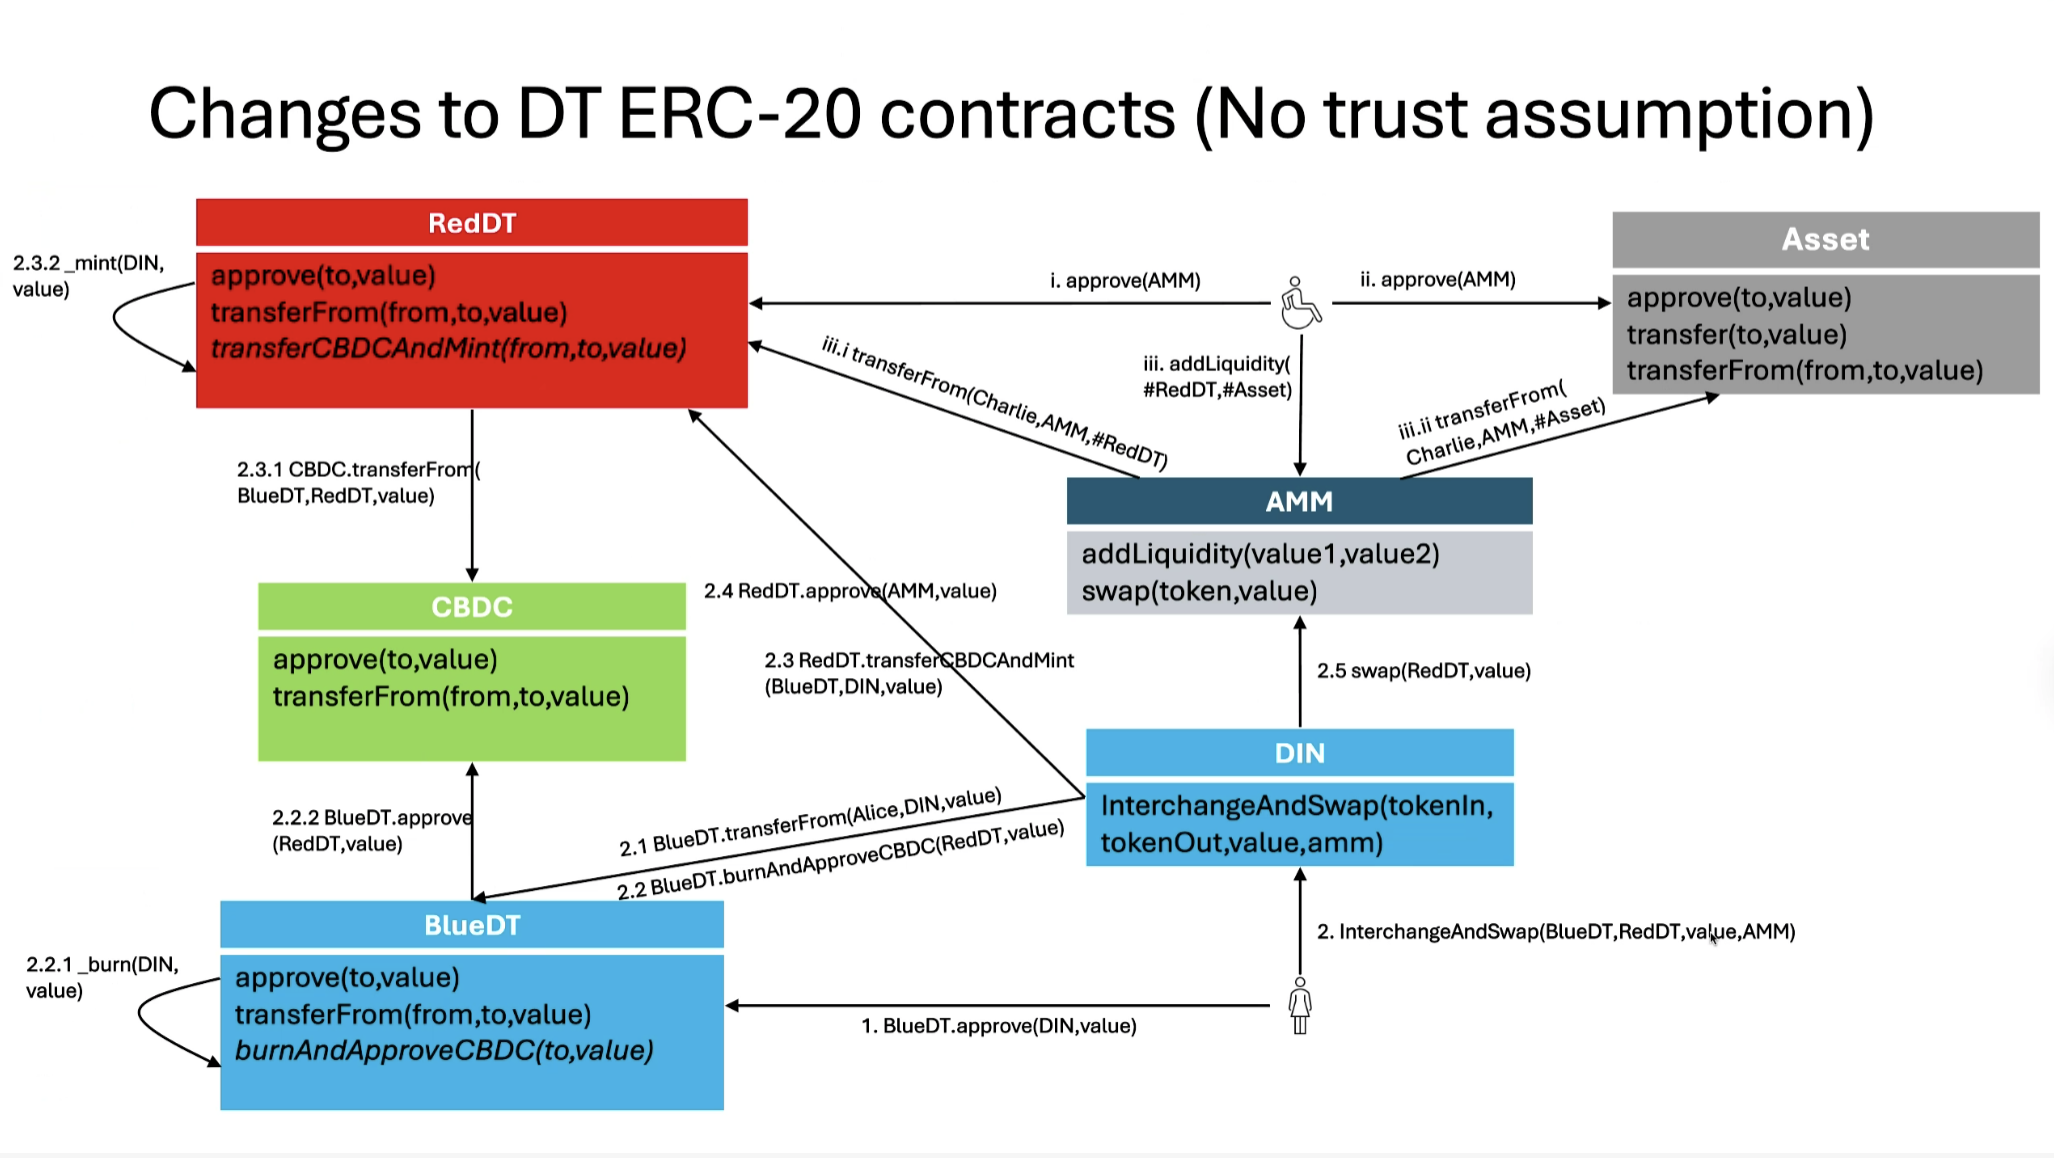 Changes to DT ERC-20 contracts (No trust assumption)
RedDT
approve(to,value)
transferFrom(from,to,value)
transferCBDCAndMint(from,to,value)
2.3.2 _mint(DIN,
value)
i. approve(AMM)
ii. approve(AMM)
Asset
approve(to,value)
transfer(to,value)
transferFrom(from,to,value)
iii.i transferFrom(Charlie,AMM,#RedDT)
iii. addLiquidity(
#RedDT,#Asset)
iii.ii transferFrom(
Charlie,AMM,#Asset)
2.3.1 CBDC.transferFrom(
BlueDT,RedDT,value)
AMM
addLiquidity(value1,value2)
swap(token,value)
CBDC
approve(to,value)
transferFrom(from,to,value)
2.4 RedDT.approve(AMM,value)
2.3 RedDT.transferCBDCAndMint
(BlueDT,DIN,value)
2.5 swap(RedDT,value)
DIN
InterchangeAndSwap(tokenIn,
tokenOut,value,amm)
2.2.2 BlueDT.approve
(RedDT,value)
2.1 BlueDT.transferFrom(Alice,DIN,value)
2.2 BlueDT.burnAndApproveCBDC(RedDT,value)
BlueDT
approve(to,value)
transferFrom(from,to,value)
burnAndApproveCBDC(to,value)
2.2.1 _burn(DIN,
value)
2. InterchangeAndSwap(BlueDT,RedDT,value,AMM)
1. BlueDT.approve(DIN,value)